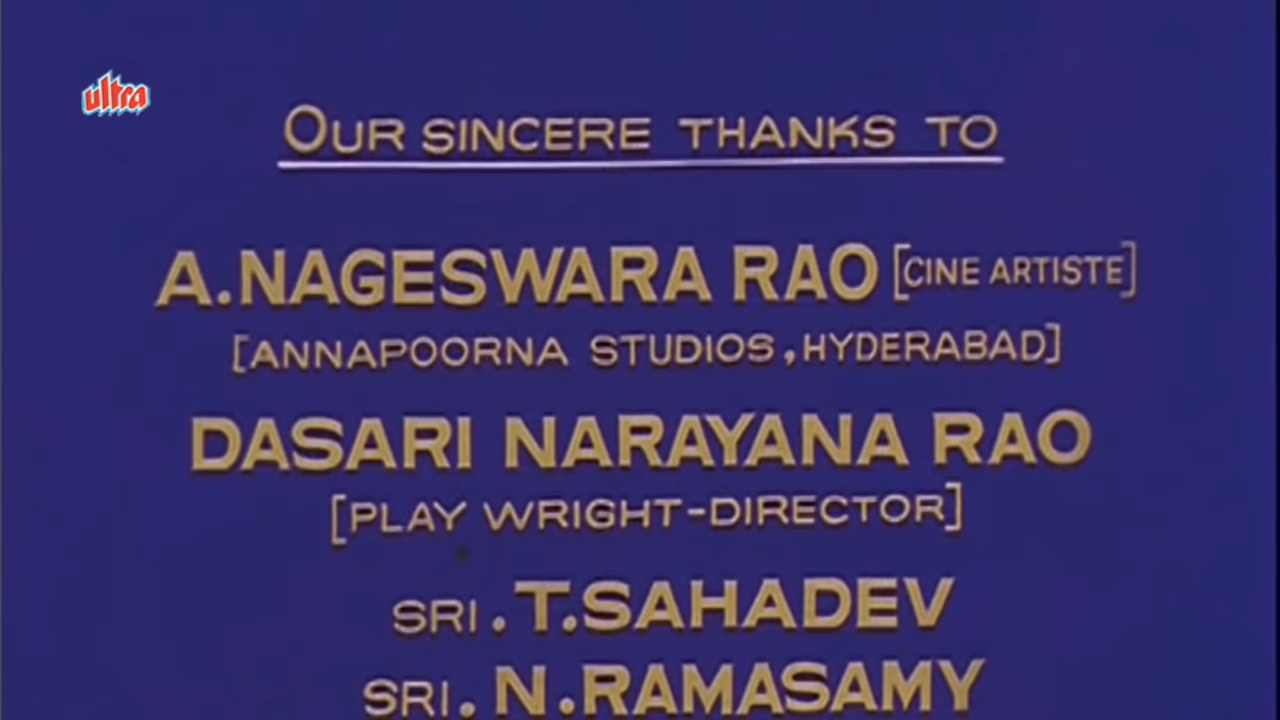 ultra
OUR SINCERE THANKS TO
A.NAGESWARA RAO [CINE ARTISTE]
[ANNAPOORNA STUDIOS, HYDERABAD]
DASARI NARAYANA RAO
[PLAY WRIGHT-DIRECTOR]
SRI. T.SAHADEV
SRI. N.RAMASAMY